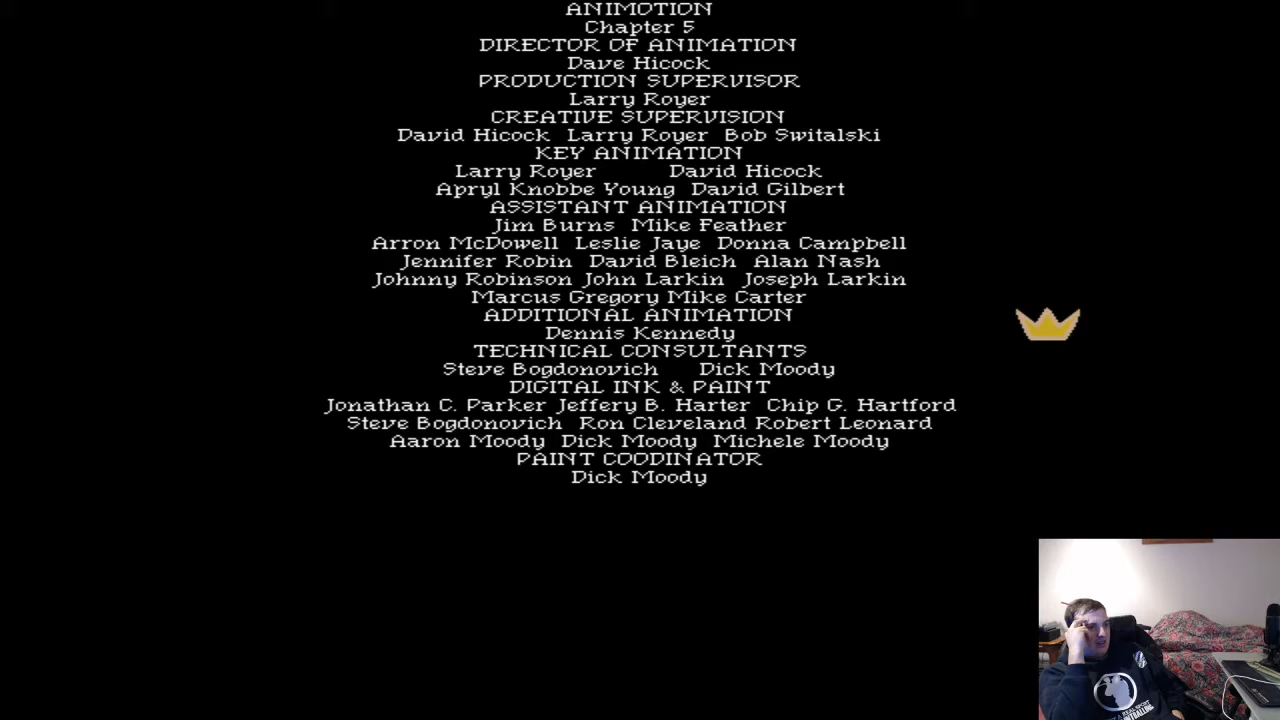 ANIMOTION
Chapter 5
DIRECTOR OF ANIMATION
Dave Hicock
PRODUCTION SUPERVISOR
Larry Royer
CREATIVE SUPERVISION
David Hicock Larry Royer Bob Switalski
KEY ANIMATION
Larry Royer David Hicock
Apryl Knobbe Young David Gilbert
ASSISTANT ANIMATION
Jim Burns Mike Feather
Arron McDowell Leslie Jaye Donna Campbell
Jennifer Robin David Bleich Alan Nash
Johnny Robinson John Larkin Joseph Larkin
Marcus Gregory Mike Carter
ADDITIONAL ANIMATION
Dennis Kennedy
TECHNICAL CONSULTANTS
Steve Bogdonovich Dick Moody
DIGITAL INK & PAINT
Jonathan C. Parker Jeffery B. Harter Chip G. Hartford
Steve Bogdonovich Ron Cleveland Robert Leonard
Aaron Moody Dick Moody Michele Moody
PAINT COODINATOR
Dick Moody